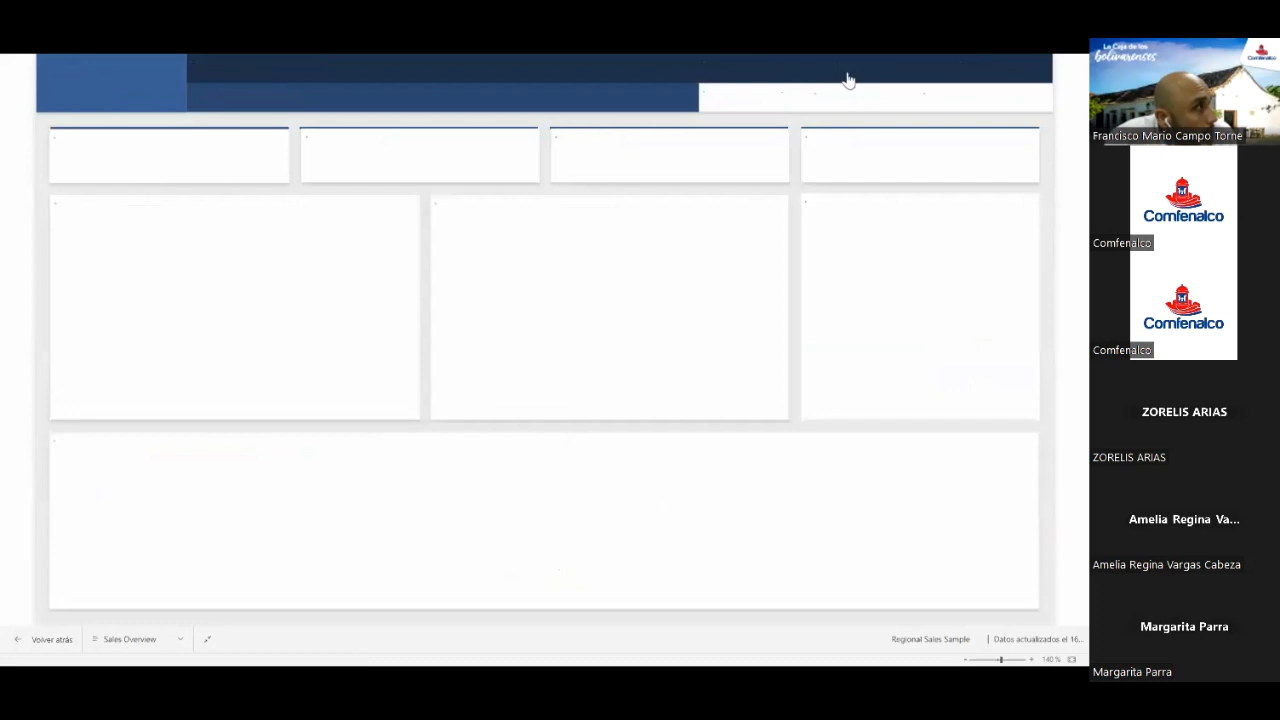 La Caja de los
bolivarenses
Comfenalco
Francisco Mario Campo Torne
Comfenalco
Comfenalco
Comfenalco
Comfenalco
ZORELIS ARIAS
ZORELIS ARIAS
Amelia Regina Va...
Amelia Regina Vargas Cabeza
Margarita Parra
Margarita Parra
Volver atrás
Sales Overview
Regional Sales Sample
Datos actualizados el 16...
140 %